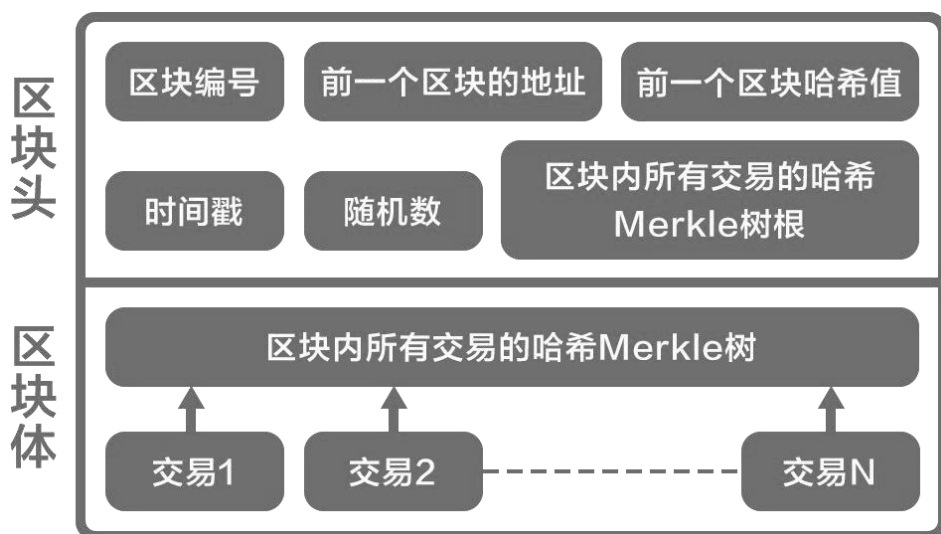 区块头
区块编号
前一个区块的地址
前一个区块哈希值
时间戳
随机数
区块内所有交易的哈希
Merkle树根
区块体
区块内所有交易的哈希Merkle树
交易1
交易2
交易N